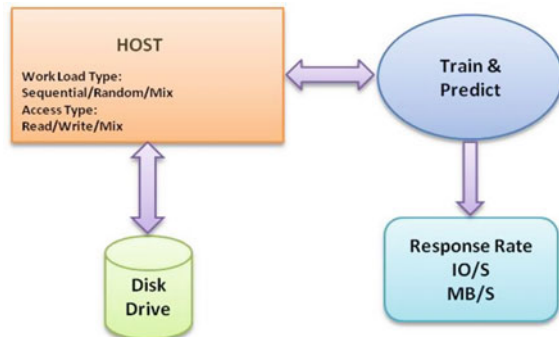 HOST
Work Load Type:
Sequential/Random/Mix
Access Type:
Read/Write/Mix
Train &
Predict
Disk
Drive
Response Rate
IO/S
MB/S